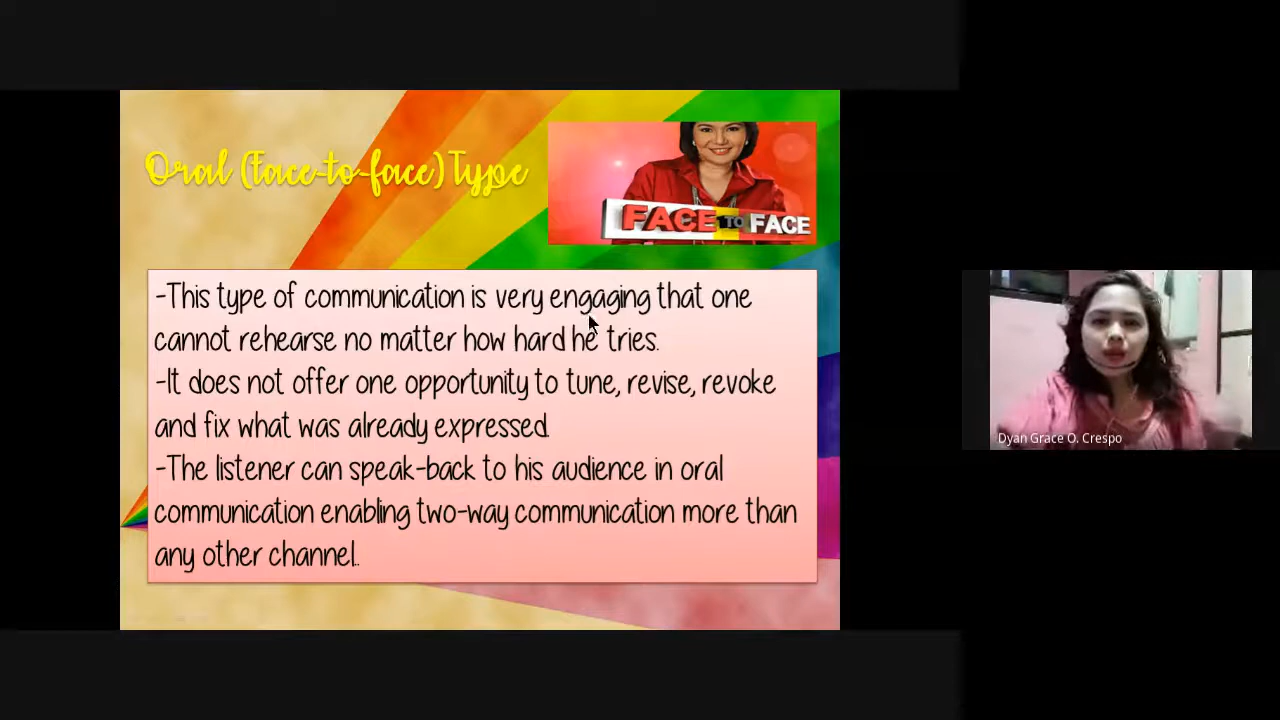 Oral (Face-to-face) Type
FACE TO FACE
-This type of communication is very engaging that one
cannot rehearse no matter how hard he tries.
-It does not offer one opportunity to tune, revise, revoke
and fix what was already expressed.
-The listener can speak-back to his audience in oral
communication enabling two-way communication more than
any other channel..
Dyan Grace O. Crespo